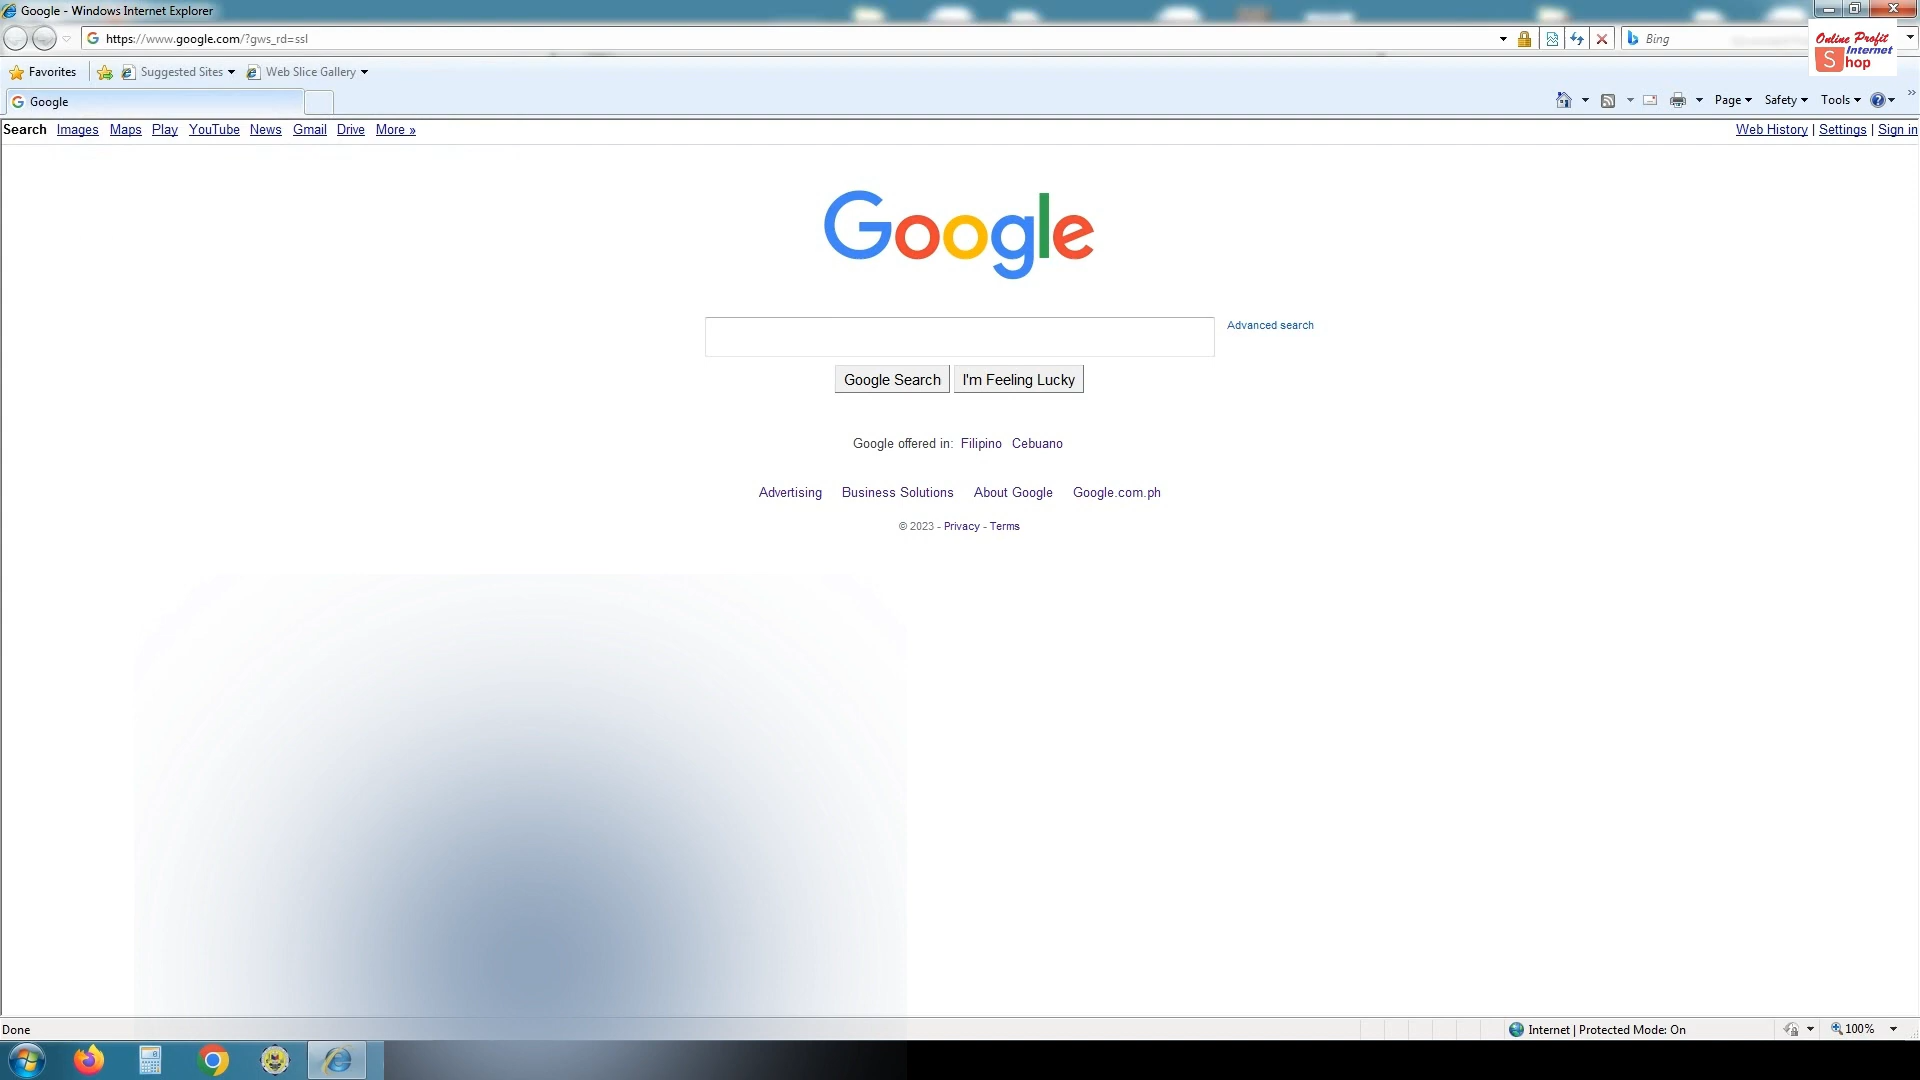 Google - Windows Internet Explorer
https://www.google.com/?gws_rd=ssl
Bing
Online Profit
Internet
Shop
Favorites
Suggested Sites
Web Slice Gallery
Google
Page
Safety
Tools
»
Search Images Maps Play YouTube News Gmail Drive More »
Web History | Settings | Sign in
Google
Advanced search
Google Search
I'm Feeling Lucky
Google offered in: Filipino Cebuano
Advertising Business Solutions About Google Google.com.ph
© 2023 - Privacy - Terms
Done
Internet | Protected Mode: On
100%